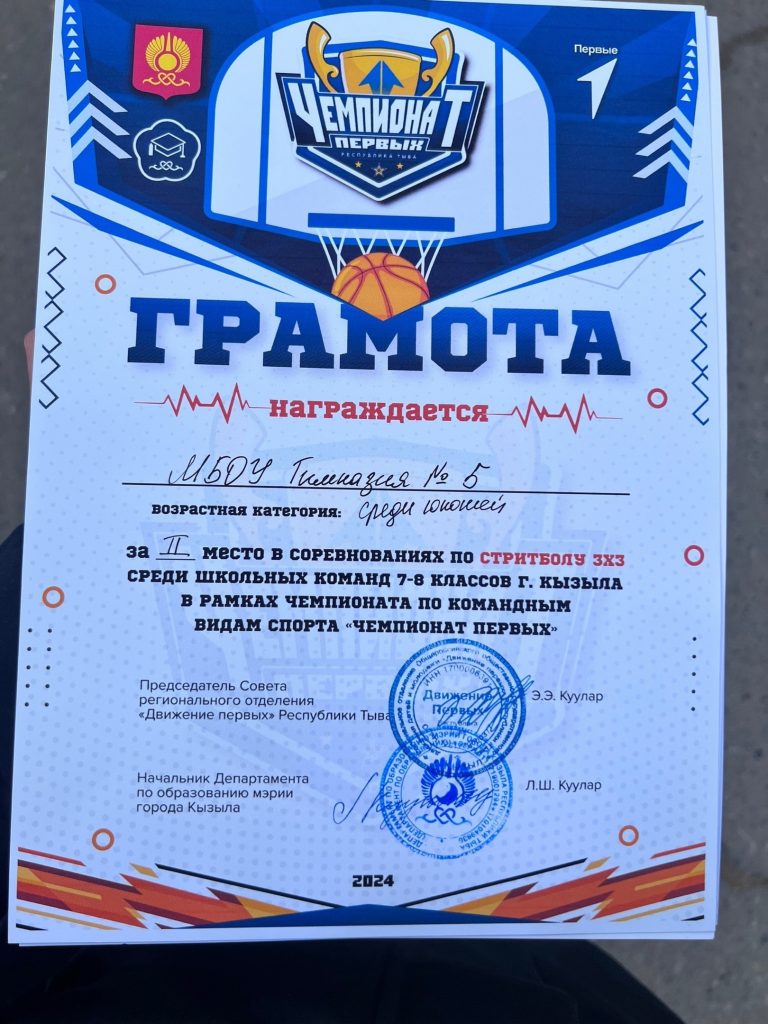 Первые
ЧЕМПИОНАТ
ПЕРВЫХ
РЕСПУБЛИКА ТЫВА
ГРАМОТА
награждается
МБОУ Гимназия № 5
возрастная категория: среди юношей
за II место в соревнованиях по стритболу 3х3
среди школьных команд 7-8 классов г. Кызыла
в рамках чемпионата по командным
видам спорта «Чемпионат Первых»
Председатель Совета
регионального отделения
«Движение первых» Республики Тыва
Э.Э. Куулар
Движение
Первых
Начальник Департамента
по образованию мэрии
города Кызыла
Л.Ш. Куулар
2024